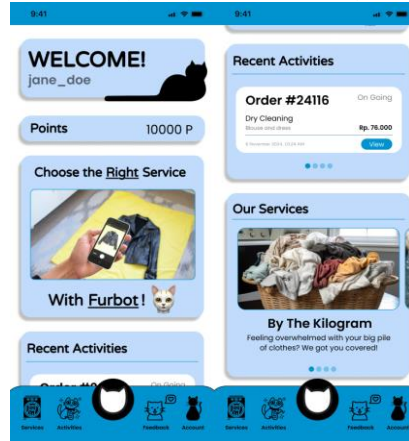 9:41
WELCOME!
jane_doe
Points 10000 P
Choose the Right Service
With Furbot!
Recent Activities
On Going
Services Activities Feedback Account
9:41
Recent Activities
Order #24116 On Going
Dry Cleaning
Blouse and dress Rp. 76.000
View
Our Services
By The Kilogram
Feeling overwhelmed with your big pile
of clothes? We got you covered!
Services Activities Feedback Account